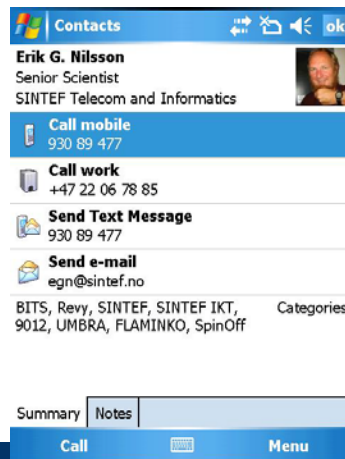 Contacts ok
Erik G. Nilsson
Senior Scientist
SINTEF Telecom and Informatics
Call mobile
930 89 477
Call work
+47 22 06 78 85
Send Text Message
930 89 477
Send e-mail
egn@sintef.no
BITS, Revy, SINTEF, SINTEF IKT, Categories
9012, UMBRA, FLAMINKO, SpinOff
Summary Notes
Call Menu